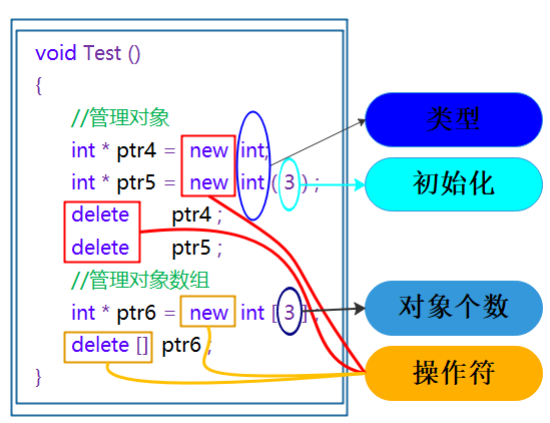 void Test ()
{
//管理对象
int * ptr4 = new int;
int * ptr5 = new int ( 3 ) ;
delete ptr4 ;
delete ptr5 ;
//管理对象数组
int * ptr6 = new int [ 3 ] ;
delete [] ptr6 ;
}
类型
初始化
对象个数
操作符